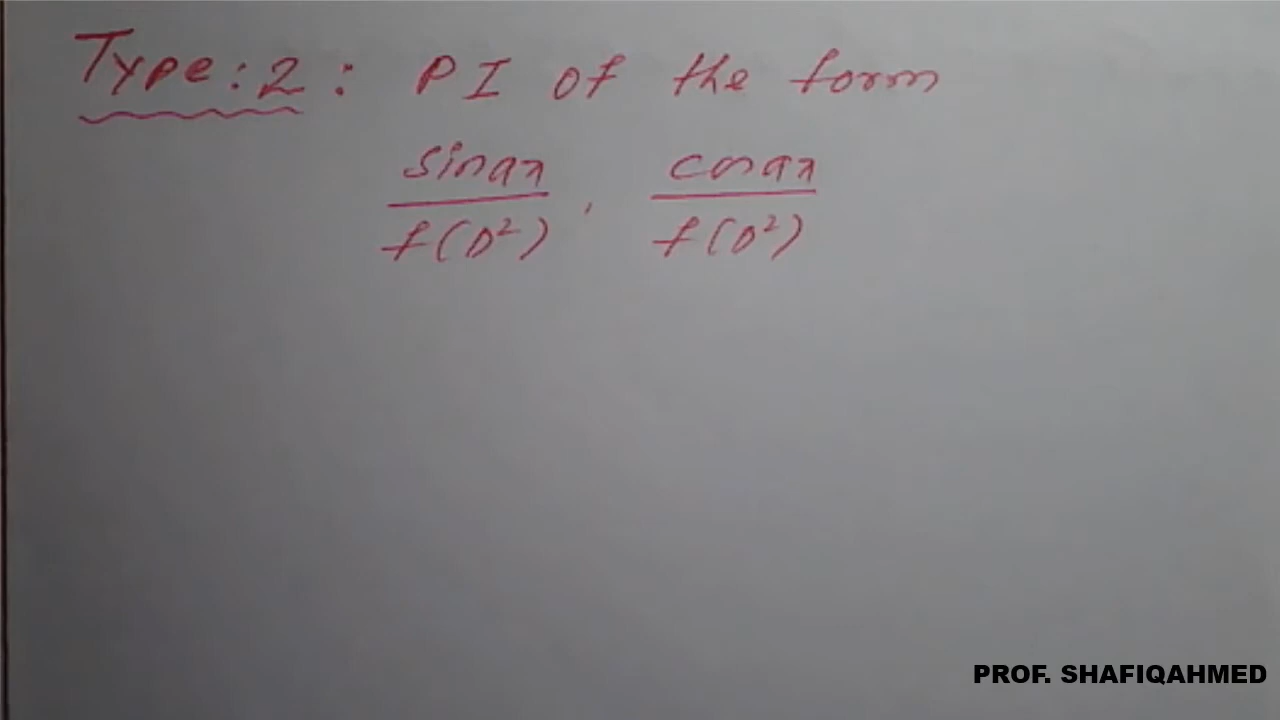 Type: 2: PI of the form
sinax / f(D²) , cosax / f(D²)
PROF. SHAFIQAHMED